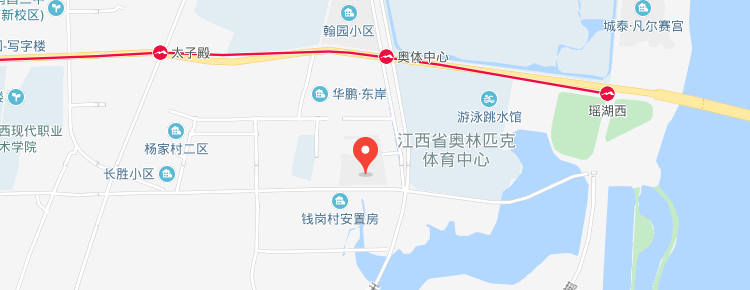 新校区)
翰园小区
城泰·凡尔赛宫
写字楼
太子殿
奥体中心
华鹏·东岸
游泳跳水馆
瑶湖西
西现代职业
术学院
杨家村二区
江西省奥林匹克
体育中心
长胜小区
钱岗村安置房